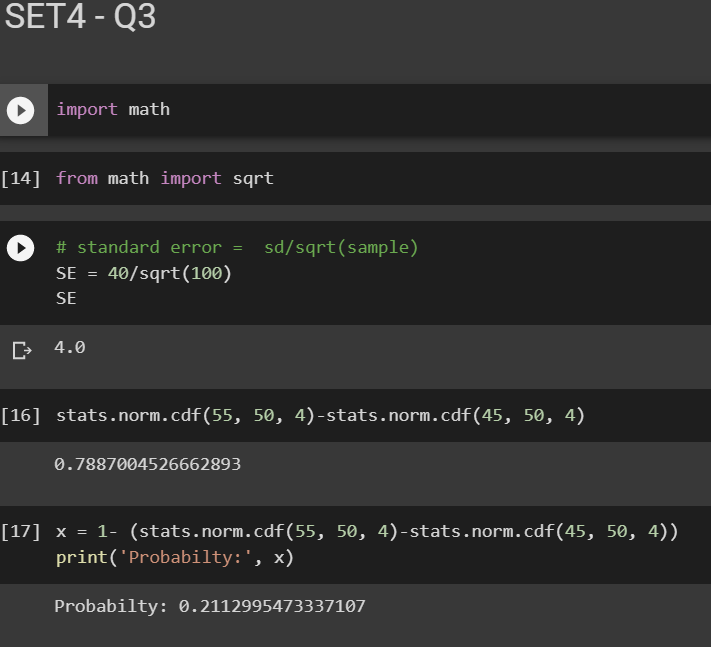 SET4 - Q3
import math
[14] from math import sqrt
# standard error =  sd/sqrt(sample)
SE = 40/sqrt(100)
SE
4.0
[16] stats.norm.cdf(55, 50, 4)-stats.norm.cdf(45, 50, 4)
0.7887004526662893
[17] x = 1- (stats.norm.cdf(55, 50, 4)-stats.norm.cdf(45, 50, 4))
print('Probabilty:', x)
Probabilty: 0.2112995473337107